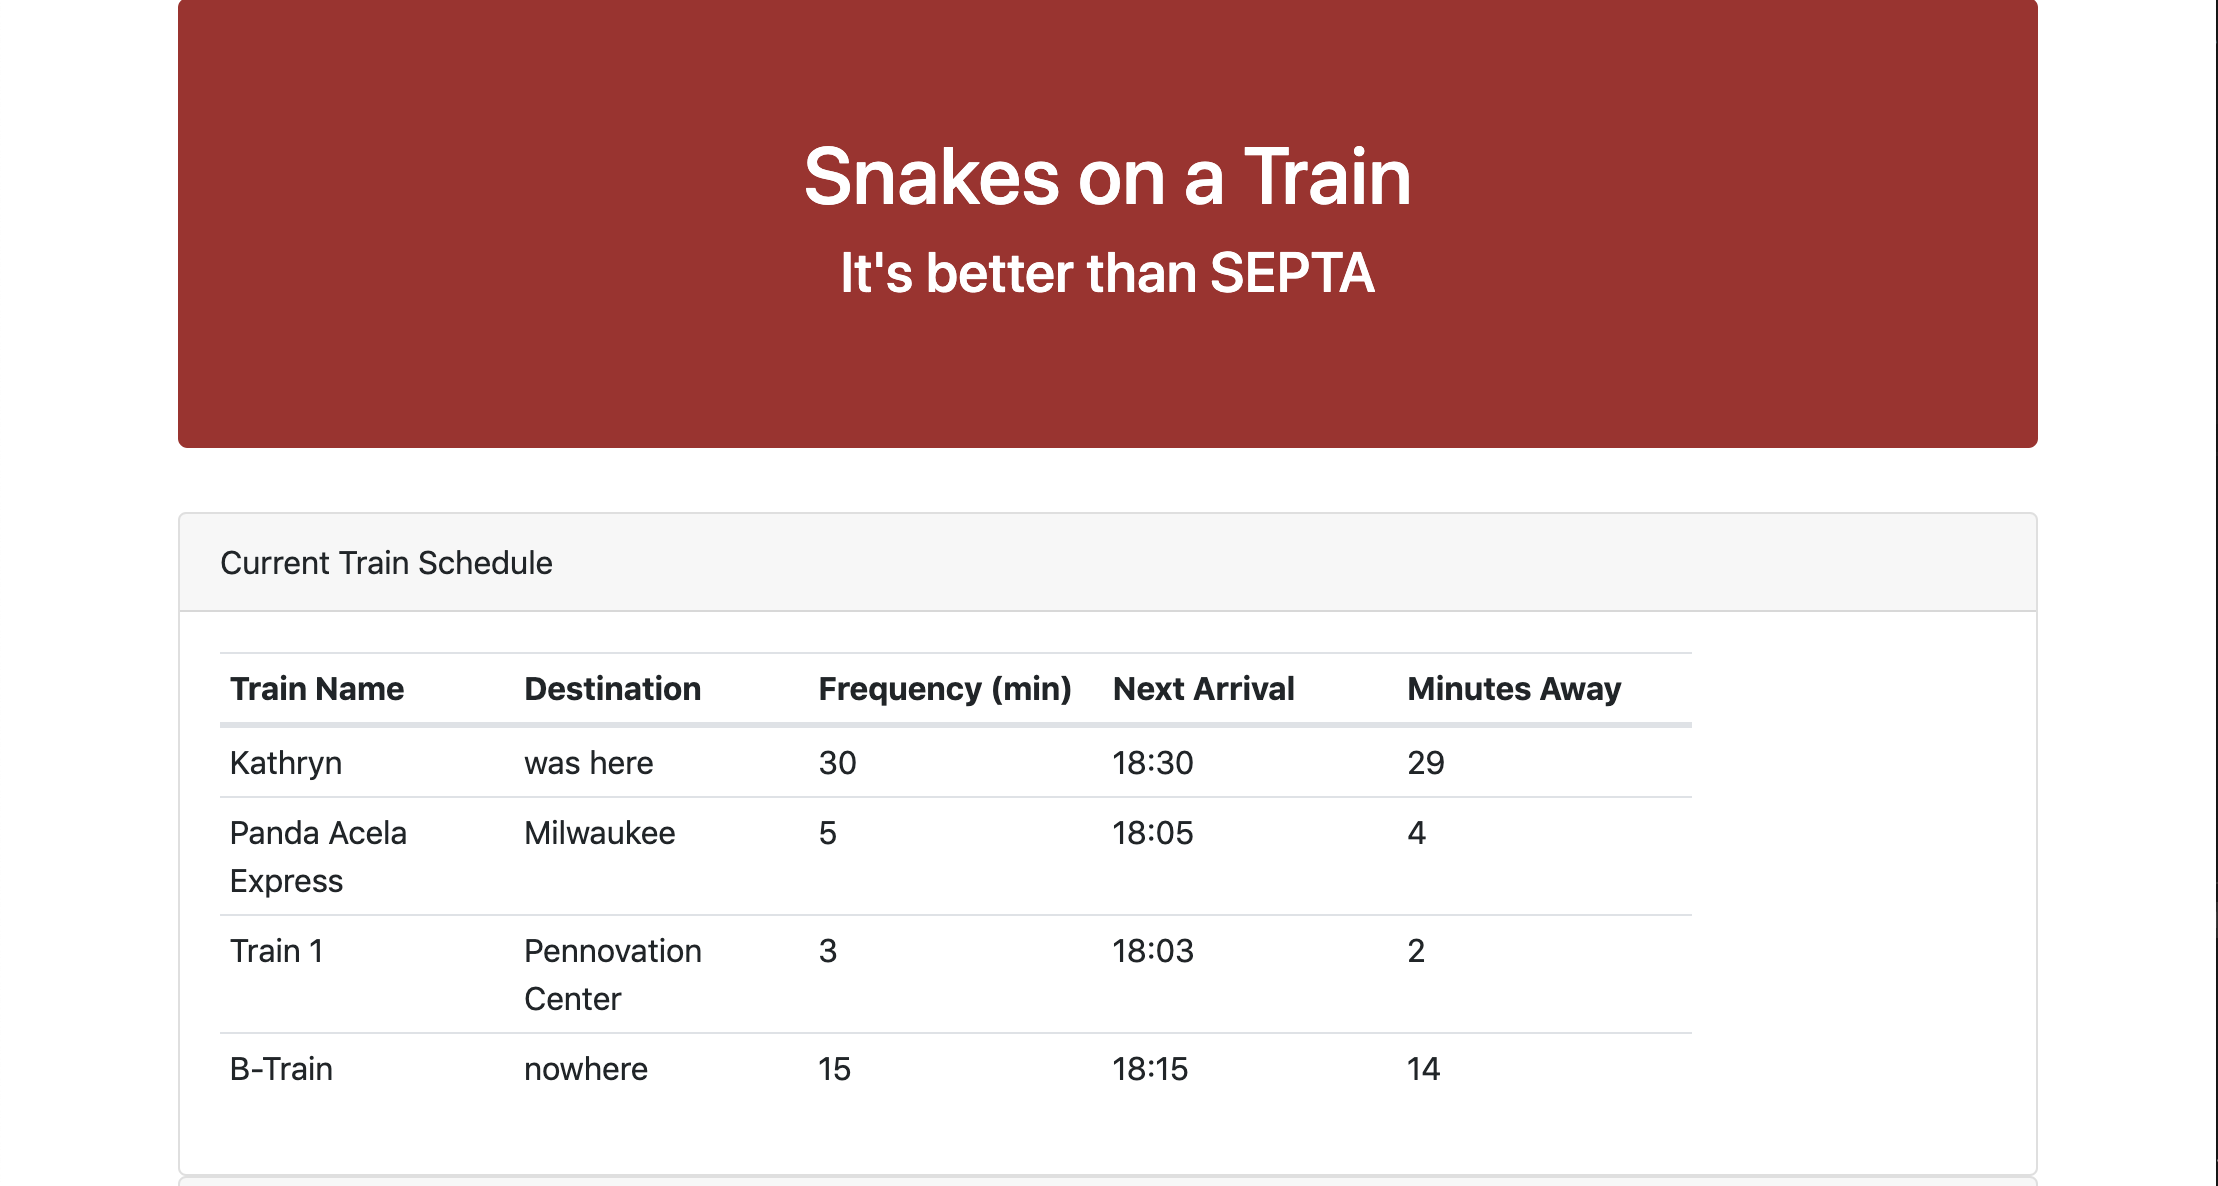 Snakes on a Train
It's better than SEPTA
Current Train Schedule
Train Name Destination Frequency (min) Next Arrival Minutes Away
Kathryn was here 30 18:30 29
Panda Acela Milwaukee 5 18:05 4
Express
Train 1 Pennovation 3 18:03 2
Center
B-Train nowhere 15 18:15 14